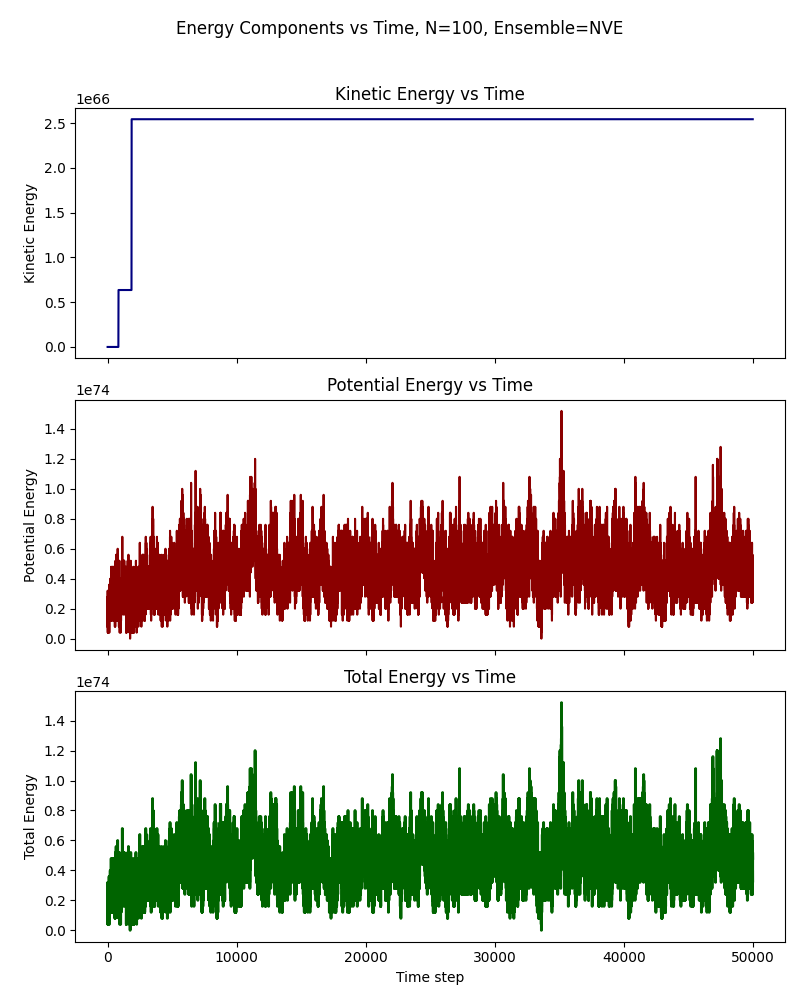 Energy Components vs Time, N=100, Ensemble=NVE
Kinetic Energy vs Time
1e66
2.5
2.0
1.5
1.0
0.5
0.0
Kinetic Energy
Potential Energy vs Time
1e74
1.4
1.2
1.0
0.8
0.6
0.4
0.2
0.0
Potential Energy
Total Energy vs Time
1e74
1.4
1.2
1.0
0.8
0.6
0.4
0.2
0.0
Total Energy
0 10000 20000 30000 40000 50000
Time step